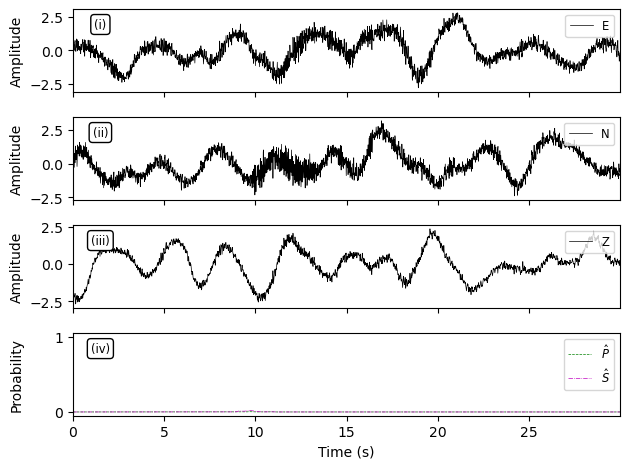 2.5
0.0
−2.5
Amplitude
(i)
E
2.5
0.0
−2.5
Amplitude
(ii)
N
2.5
0.0
−2.5
Amplitude
(iii)
Z
1
0
Probability
(iv)
P̂
Ŝ
0 5 10 15 20 25
Time (s)